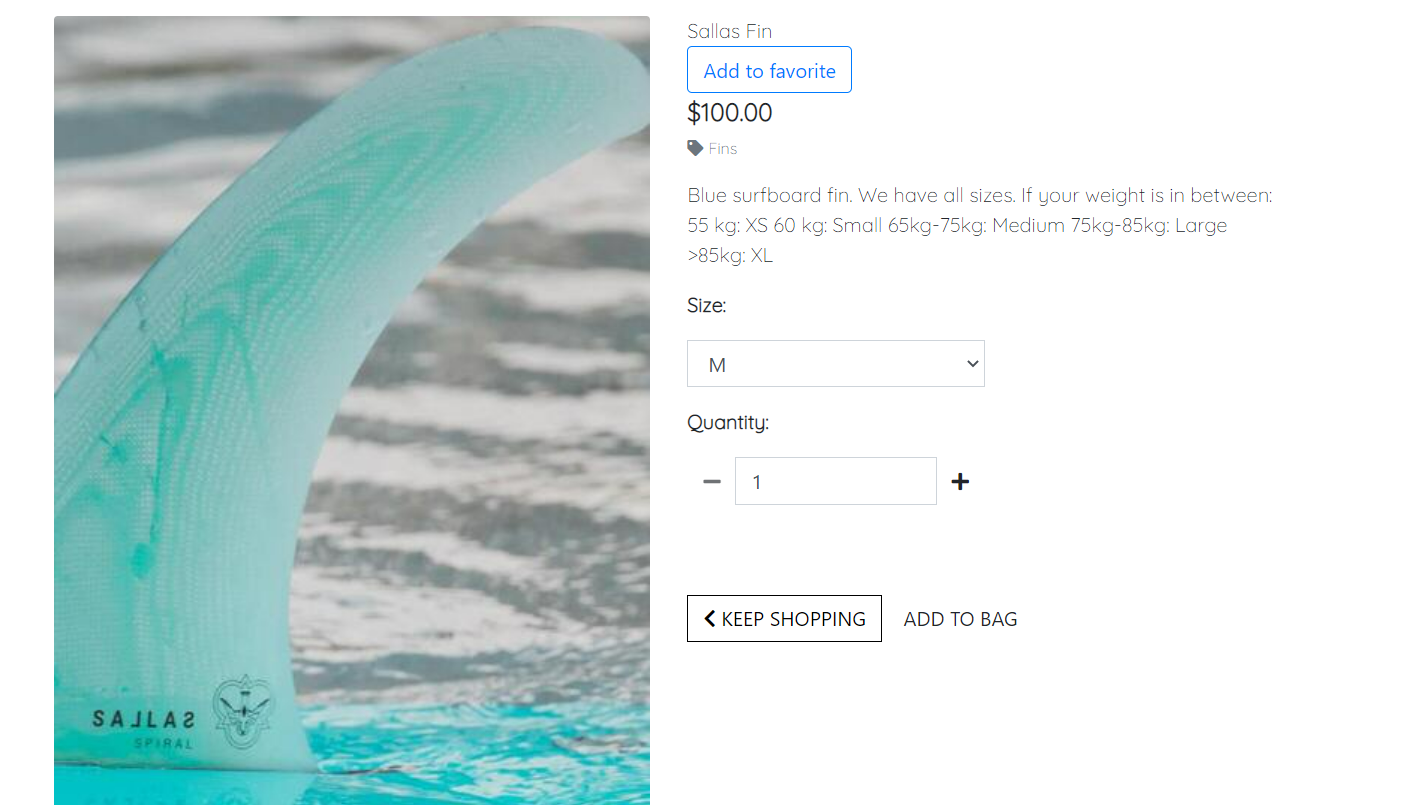 Sallas Fin
Add to favorite
$100.00
Fins
Blue surfboard fin. We have all sizes. If your weight is in between:
55 kg: XS 60 kg: Small 65kg-75kg: Medium 75kg-85kg: Large
>85kg: XL
Size:
M
Quantity:
1
KEEP SHOPPING
ADD TO BAG
SALLAS
SPIRAL